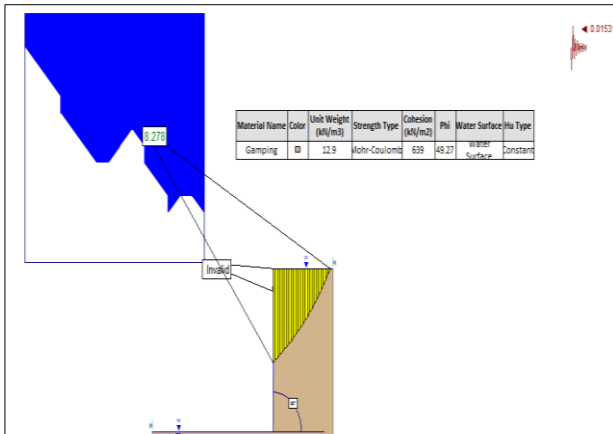 0.0153
8.278
Material Name Color Unit Weight (kN/m3) Strength Type Cohesion (kN/m2) Phi Water Surface Hu Type
Gamping 12.9 Mohr-Coulomb 639 49.27 Water Surface Constant
Invalid
W
W